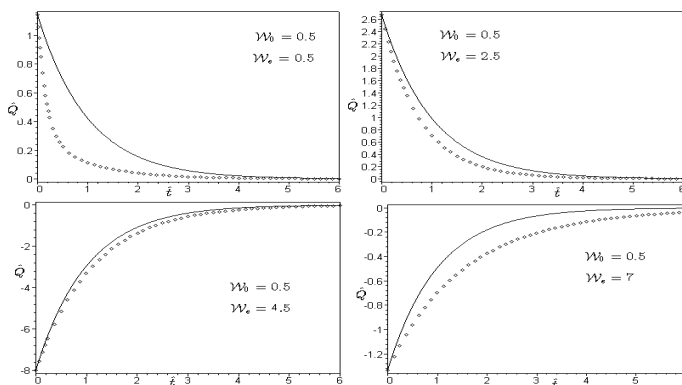 1
0.8
0.6
0.4
0.2
0
Q̂
𝒲₀ = 0.5
𝒲ₑ = 0.5
0 1 2 3 4 5 6
t̂
2.6
2.4
2.2
2
1.8
1.6
1.4
1.2
1
0.8
0.6
0.4
0.2
0
Q̂
𝒲₀ = 0.5
𝒲ₑ = 2.5
0 1 2 3 4 5 6
t̂
-0
-2
-4
-6
-8
Q̂
𝒲₀ = 0.5
𝒲ₑ = 4.5
0 1 2 3 4 5 6
t̂
-0
-0.2
-0.4
-0.6
-0.8
-1
-1.2
Q̂
𝒲₀ = 0.5
𝒲ₑ = 7
0 1 2 3 4 5 6
t̂